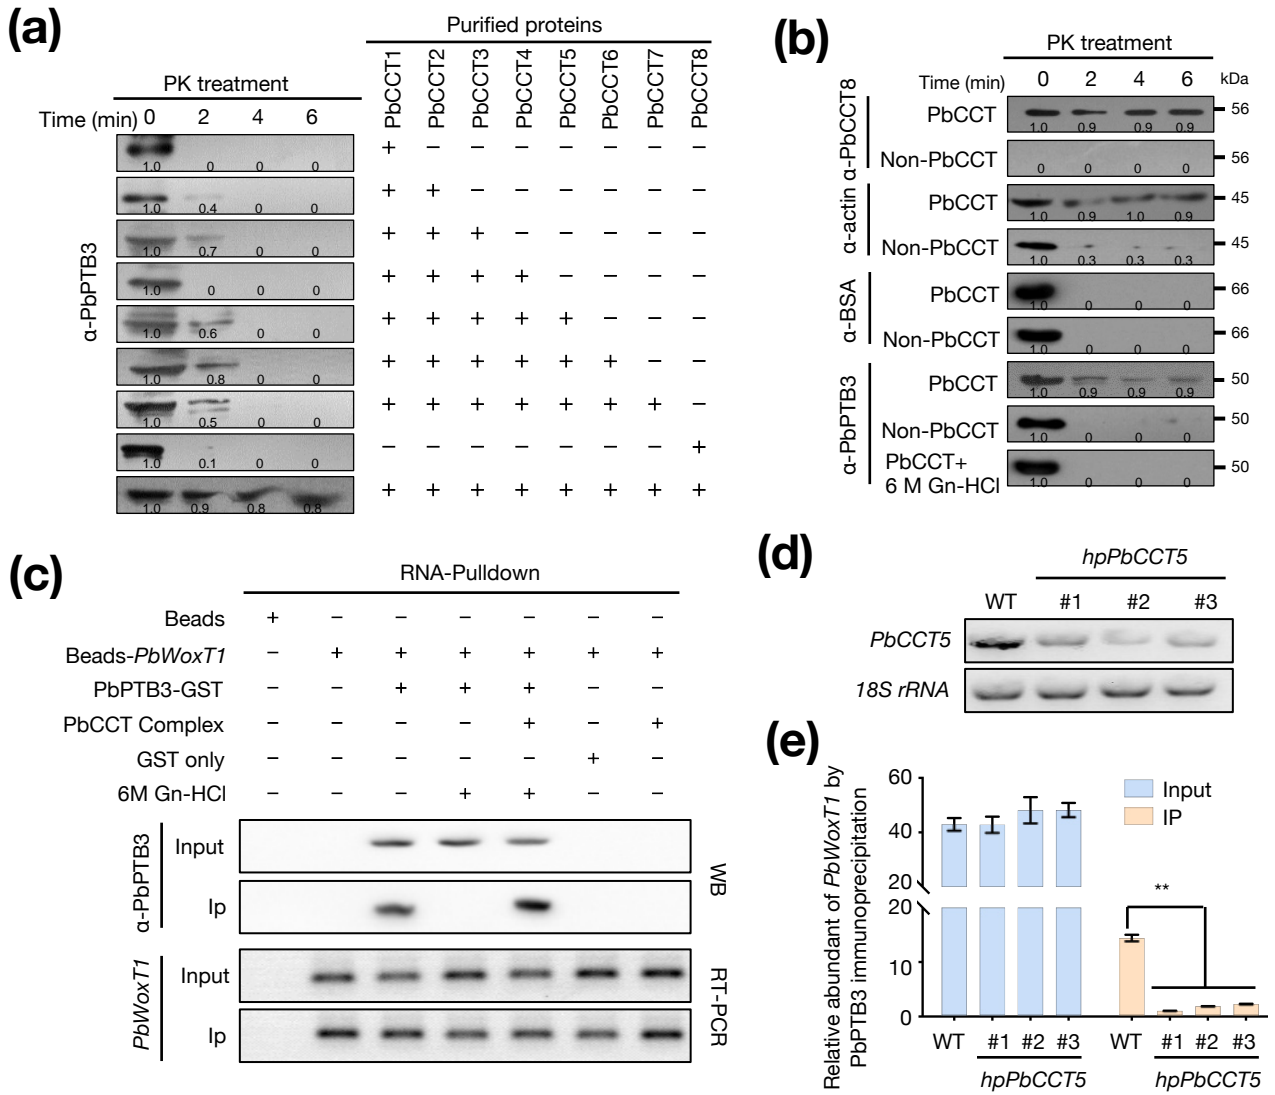 (a)
Purified proteins
PK treatment
PbCCT1 PbCCT2 PbCCT3 PbCCT4 PbCCT5 PbCCT6 PbCCT7 PbCCT8
Time (min) 0 2 4 6
α-PbPTB3
1.0 0 0 0 + − − − − − − −
1.0 0.4 0 0 + + − − − − − −
1.0 0.7 0 0 + + + − − − − −
1.0 0 0 0 + + + + − − − −
1.0 0.6 0 0 + + + + + − − −
1.0 0.8 0 0 + + + + + + − −
1.0 0.5 0 0 + + + + + + + −
1.0 0.1 0 0 − − − − − − − +
1.0 0.9 0.8 0.8 + + + + + + + +
(b)
PK treatment
Time (min) 0 2 4 6 kDa
α-PbCCT8
PbCCT 1.0 0.9 0.9 0.9 56
Non-PbCCT 0 0 0 0 56
α-actin
PbCCT 1.0 0.9 1.0 0.9 45
Non-PbCCT 1.0 0.3 0.3 0.3 45
α-BSA
PbCCT 1.0 0 0 0 66
Non-PbCCT 1.0 0 0 0 66
α-PbPTB3
PbCCT 1.0 0.9 0.9 0.9 50
Non-PbCCT 1.0 0 0 0 50
PbCCT+
6 M Gn-HCl 1.0 0 0 0 50
(c)
RNA-Pulldown
Beads + − − − − − −
Beads-PbWoxT1 − + + + + + +
PbPTB3-GST − − + + + − −
PbCCT Complex − − − − + − +
GST only − − − − − + −
6M Gn-HCl − − − + + − −
α-PbPTB3
Input
Ip
WB
PbWoxT1
Input
Ip
RT-PCR
(d)
hpPbCCT5
WT #1 #2 #3
PbCCT5
18S rRNA
(e)
Relative abundant of PbWoxT1 by
PbPTB3 immunoprecipitation
60
40
20
20
10
0
Input
IP
**
WT #1 #2 #3 WT #1 #2 #3
hpPbCCT5 hpPbCCT5